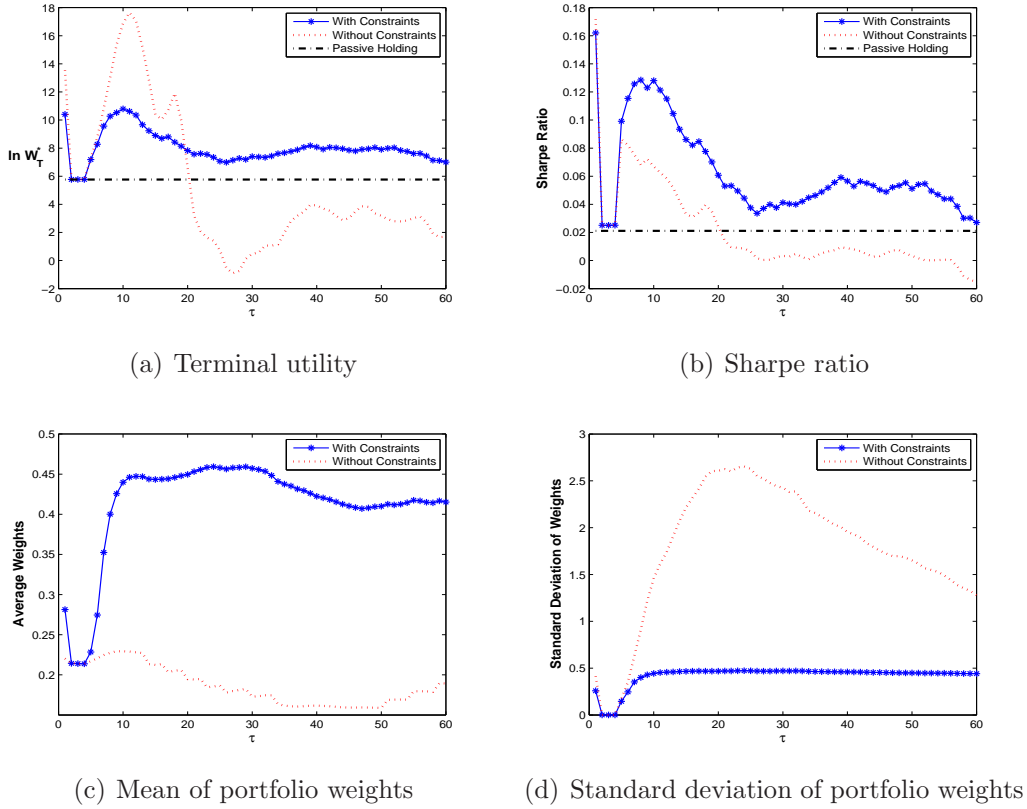 With Constraints
Without Constraints
Passive Holding
18
16
14
12
10
8
6
4
2
0
−2
ln W*T
0 10 20 30 40 50 60
τ
(a) Terminal utility
With Constraints
Without Constraints
Passive Holding
0.18
0.16
0.14
0.12
0.1
0.08
0.06
0.04
0.02
0
−0.02
Sharpe Ratio
0 10 20 30 40 50 60
τ
(b) Sharpe ratio
With Constraints
Without Constraints
0.5
0.45
0.4
0.35
0.3
0.25
0.2
Average Weights
0 10 20 30 40 50 60
τ
(c) Mean of portfolio weights
With Constraints
Without Constraints
3
2.5
2
1.5
1
0.5
0
Standard Deviation of Weights
0 10 20 30 40 50 60
τ
(d) Standard deviation of portfolio weights